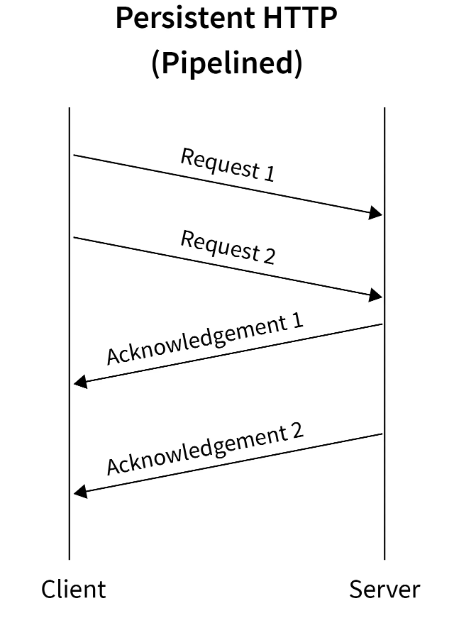 Persistent HTTP
(Pipelined)
Request 1
Request 2
Acknowledgement 1
Acknowledgement 2
Client
Server